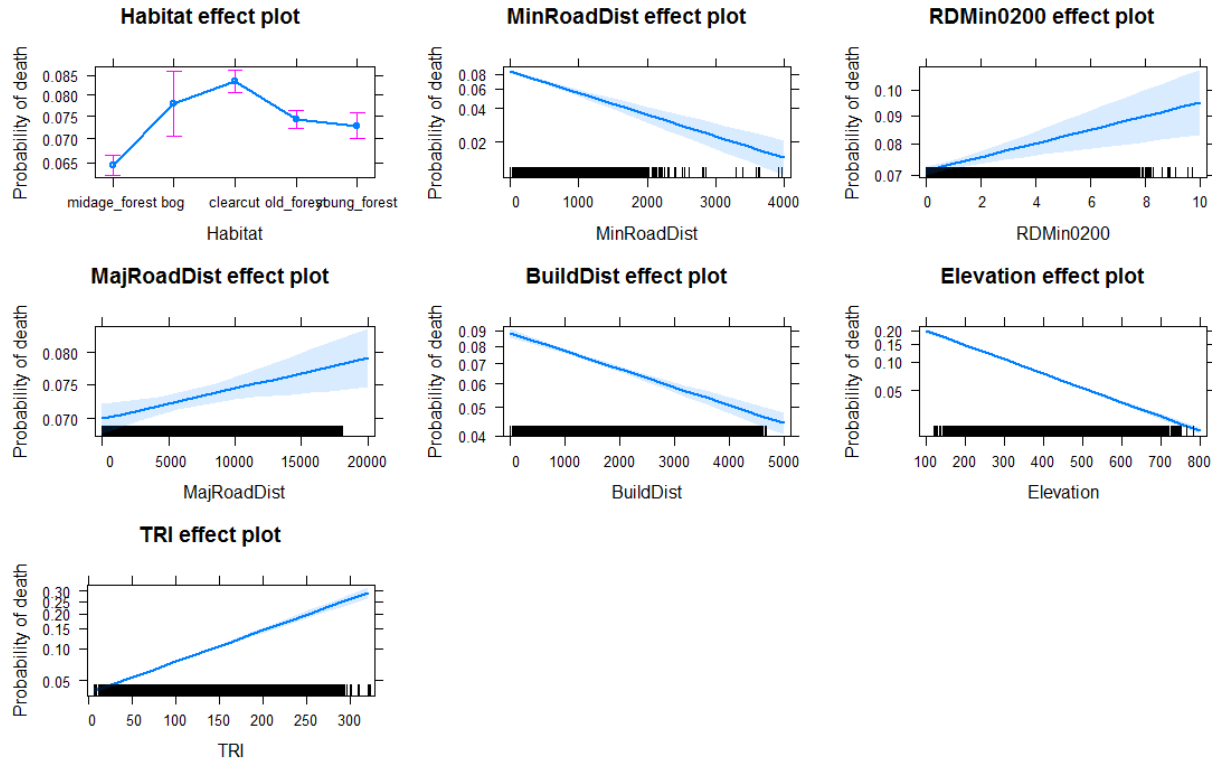 Habitat effect plot
Probability of death
0.085
0.080
0.075
0.070
0.065
midage_forest bog clearcut old_forest young_forest
Habitat
MinRoadDist effect plot
Probability of death
0.08
0.06
0.04
0.02
0 1000 2000 3000 4000
MinRoadDist
RDMin0200 effect plot
Probability of death
0.10
0.09
0.08
0.07
0 2 4 6 8 10
RDMin0200
MajRoadDist effect plot
Probability of death
0.080
0.075
0.070
0 5000 10000 15000 20000
MajRoadDist
BuildDist effect plot
Probability of death
0.09
0.08
0.07
0.06
0.05
0.04
0 1000 2000 3000 4000 5000
BuildDist
Elevation effect plot
Probability of death
0.20
0.15
0.10
0.05
100 200 300 400 500 600 700 800
Elevation
TRI effect plot
Probability of death
0.30
0.25
0.20
0.15
0.10
0.05
0 50 100 150 200 250 300
TRI